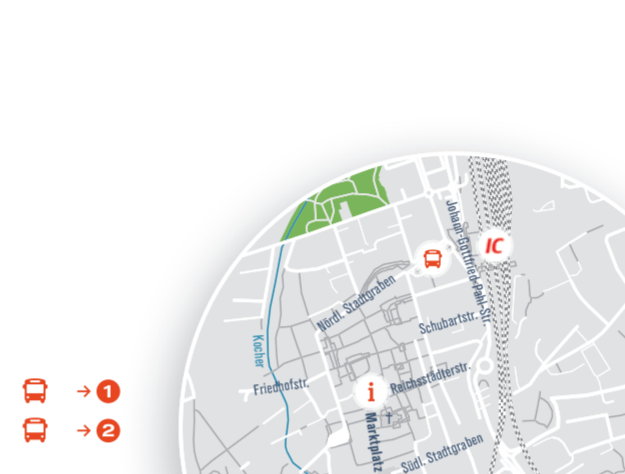 Johann-Gottfried-Pahl-Str.
IC
Nördl. Stadtgraben
Schubartstr.
Kocher
Friedhofstr.
i
Reichsstädterstr.
Marktplatz
Südl. Stadtgraben
→ 1
→ 2